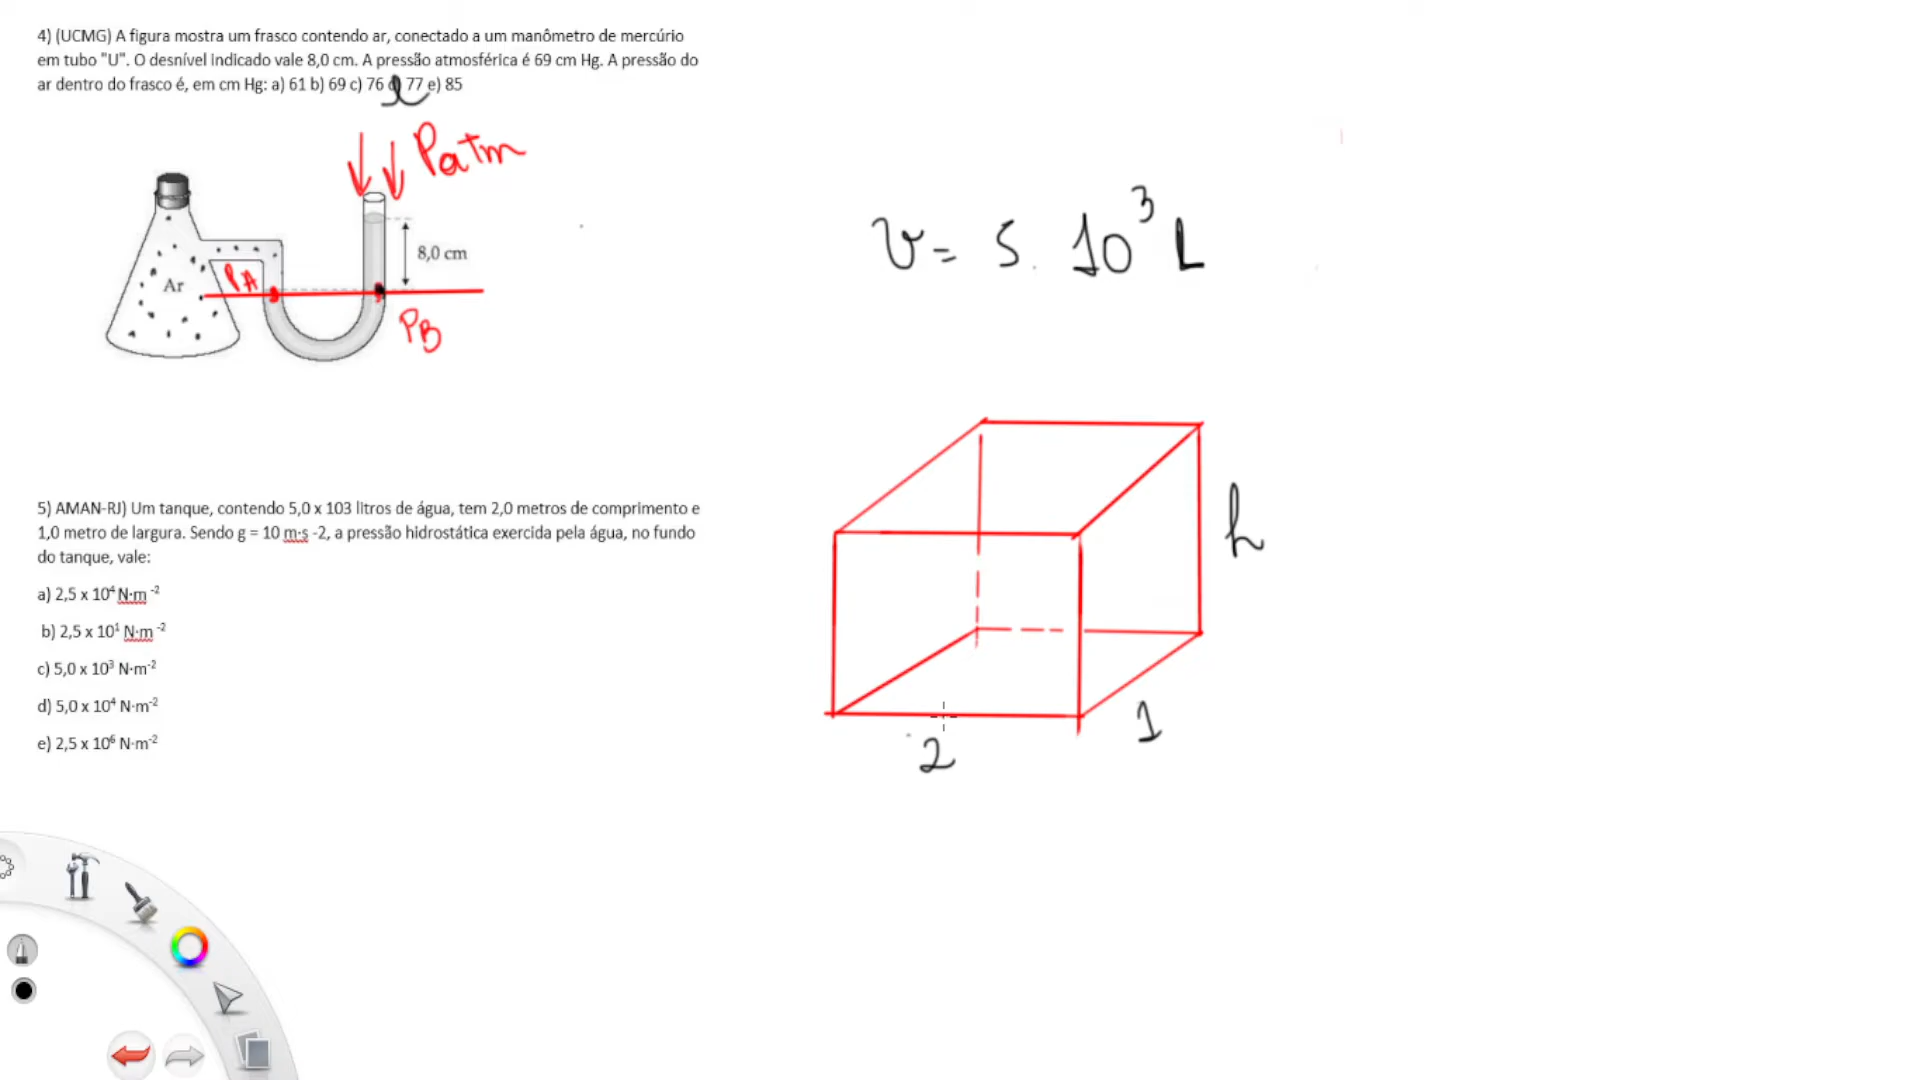 4) (UCMG) A figura mostra um frasco contendo ar, conectado a um manômetro de mercúrio
em tubo "U". O desnível indicado vale 8,0 cm. A pressão atmosférica é 69 cm Hg. A pressão do
ar dentro do frasco é, em cm Hg: a) 61 b) 69 c) 76 d) 77 e) 85
Patm
8,0 cm
Ar
PA
PB
V = 5. 10³ L
h
1
2
5) AMAN-RJ) Um tanque, contendo 5,0 x 103 litros de água, tem 2,0 metros de comprimento e
1,0 metro de largura. Sendo g = 10 m·s -2, a pressão hidrostática exercida pela água, no fundo
do tanque, vale:
a) 2,5 x 10⁴ N·m ⁻²
b) 2,5 x 10¹ N·m ⁻²
c) 5,0 x 10³ N·m⁻²
d) 5,0 x 10⁴ N·m⁻²
e) 2,5 x 10⁶ N·m⁻²